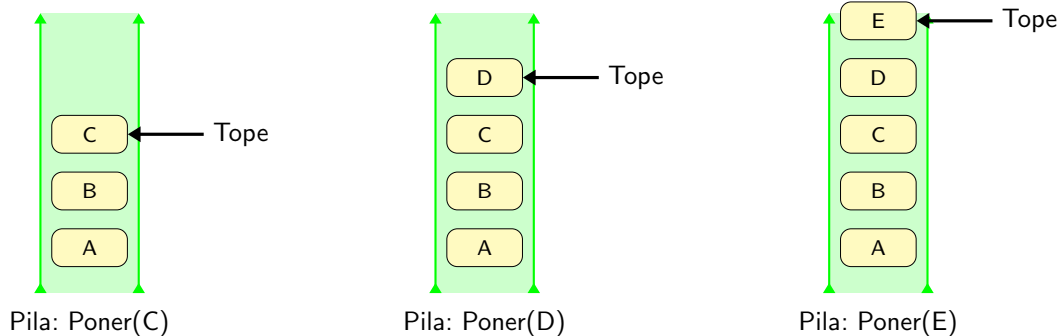 C
Tope
B
A
Pila: Poner(C)
D
Tope
C
B
A
Pila: Poner(D)
E
Tope
D
C
B
A
Pila: Poner(E)